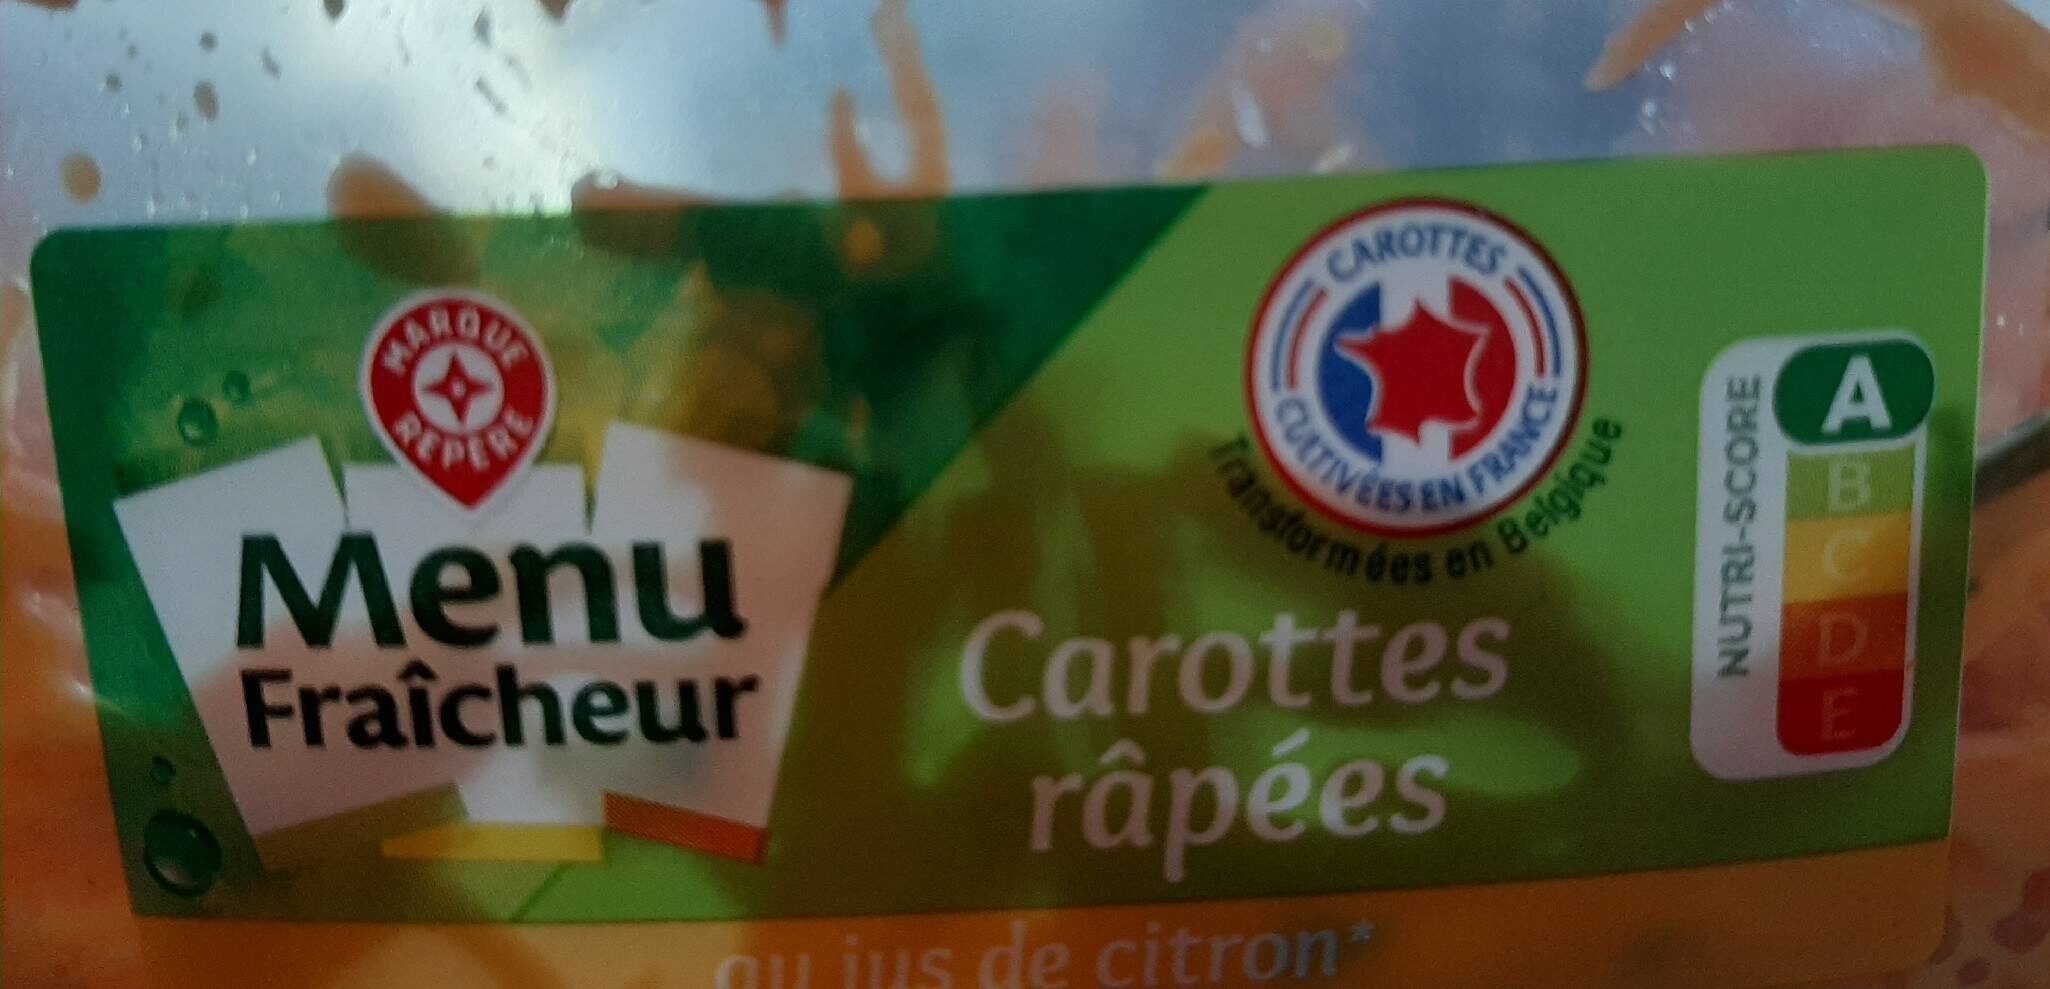 MARQUE
REPÈRE
Menu
Fraîcheur
CAROTTES
CULTIVÉES EN FRANCE
Transformées en Belgique
Carottes
râpées
au jus de citron*
NUTRI-SCORE
A
B
C
D
E